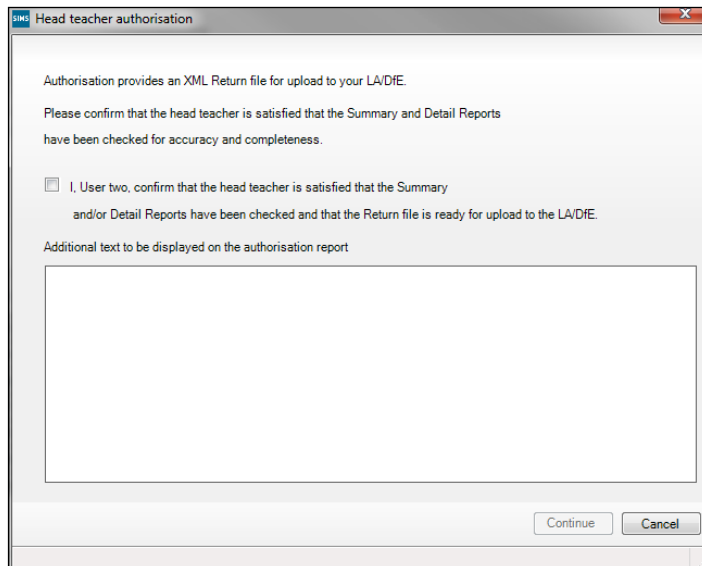 SIMS Head teacher authorisation
Authorisation provides an XML Return file for upload to your LA/DfE.
Please confirm that the head teacher is satisfied that the Summary and Detail Reports
have been checked for accuracy and completeness.
I, User two, confirm that the head teacher is satisfied that the Summary
and/or Detail Reports have been checked and that the Return file is ready for upload to the LA/DfE.
Additional text to be displayed on the authorisation report
Continue Cancel